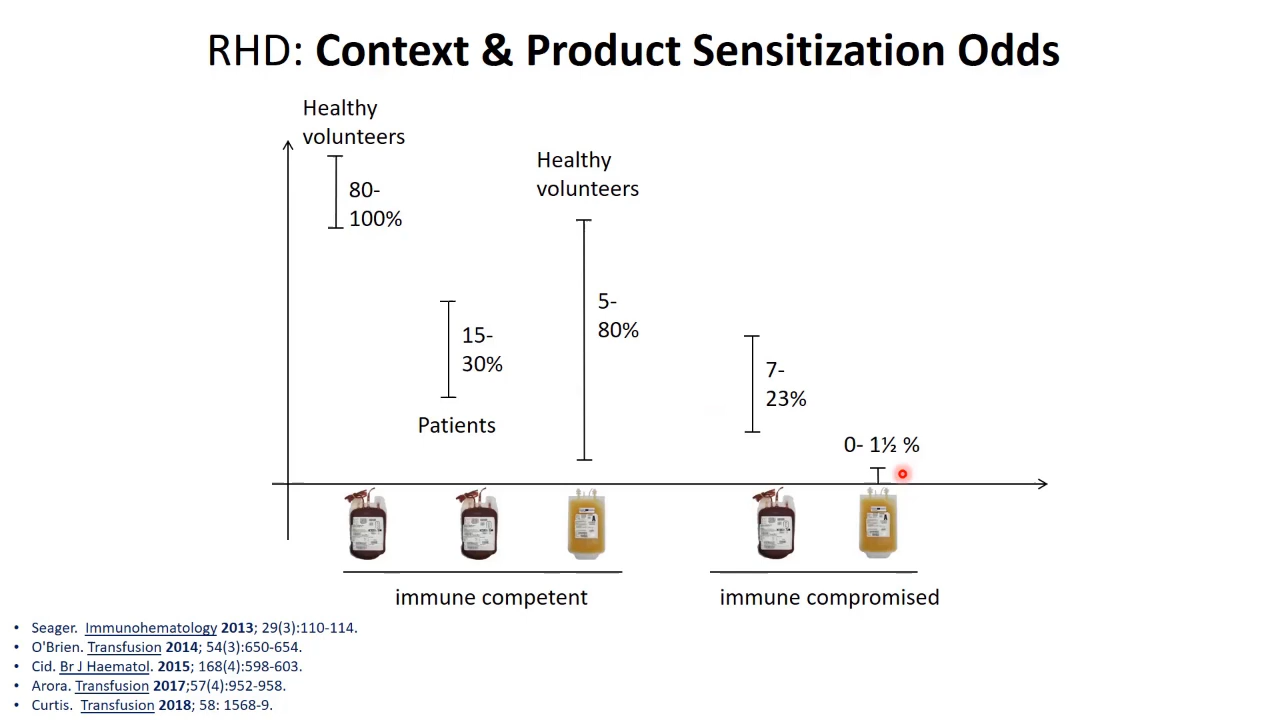 RHD: Context & Product Sensitization Odds
Healthy
volunteers
80-
100%
Healthy
volunteers
15-
30%
Patients
5-
80%
7-
23%
0- 1½ %
A
A
immune competent
immune compromised
• Seager. Immunohematology 2013; 29(3):110-114.
• O'Brien. Transfusion 2014; 54(3):650-654.
• Cid. Br J Haematol. 2015; 168(4):598-603.
• Arora. Transfusion 2017;57(4):952-958.
• Curtis. Transfusion 2018; 58: 1568-9.